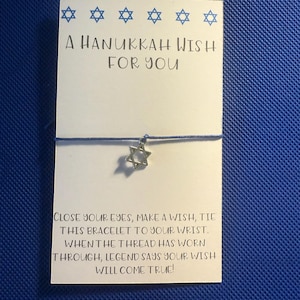 A HANUKKAH WISH
FOR YOU
CLOSE YOUR EYES, MAKE A WISH, TIE
THIS BRACELET TO YOUR WRIST.
WHEN THE THREAD HAS WORN
THROUGH, LEGEND SAYS YOUR WISH
WILL COME TRUE!